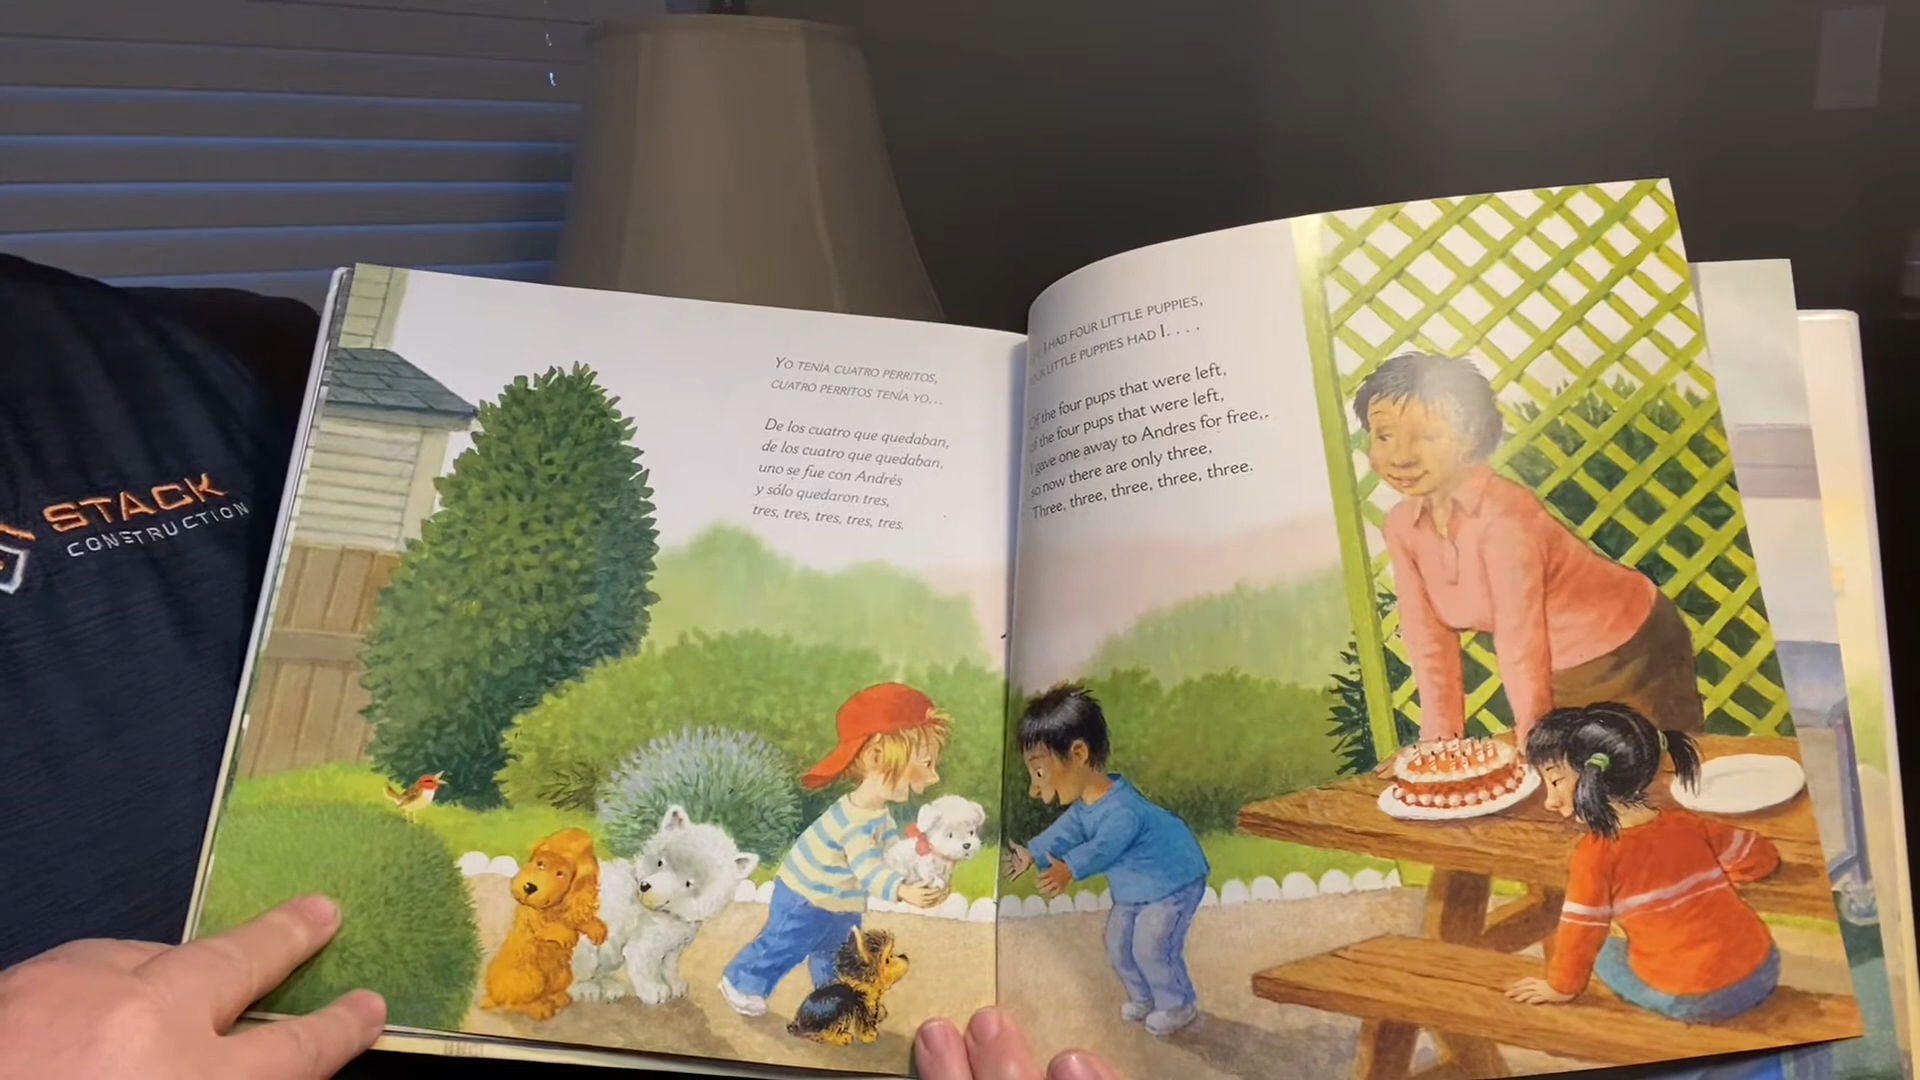 STACK
CONSTRUCTION
YO TENÍA CUATRO PERRITOS,
CUATRO PERRITOS TENÍA YO...
De los cuatro que quedaban,
de los cuatro que quedaban,
uno se fue con Andrés
y sólo quedaron tres,
tres, tres, tres, tres, tres.
I HAD FOUR LITTLE PUPPIES,
LITTLE PUPPIES HAD I. . . .
Of the four pups that were left,
of the four pups that were left,
I gave one away to Andres for free,.
so now there are only three,
Three, three, three, three, three.